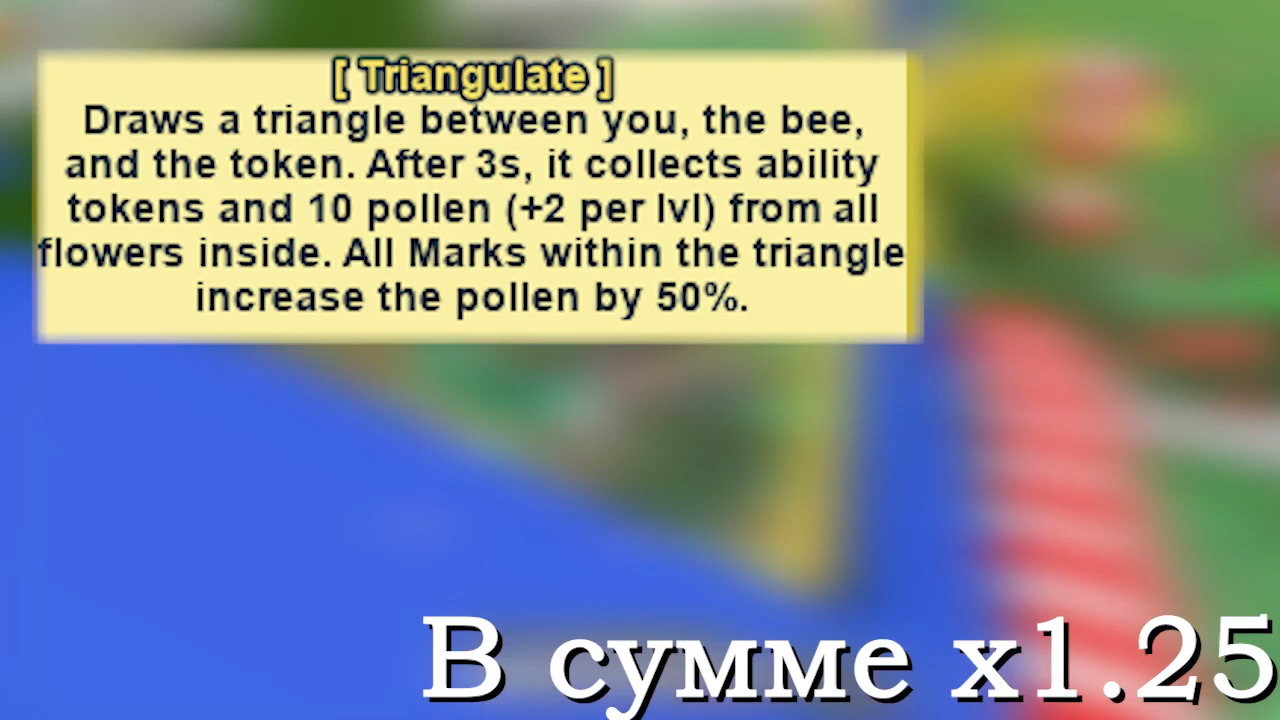 [ Triangulate ]
Draws a triangle between you, the bee,
and the token. After 3s, it collects ability
tokens and 10 pollen (+2 per lvl) from all
flowers inside. All Marks within the triangle
increase the pollen by 50%.
В сумме x1.25